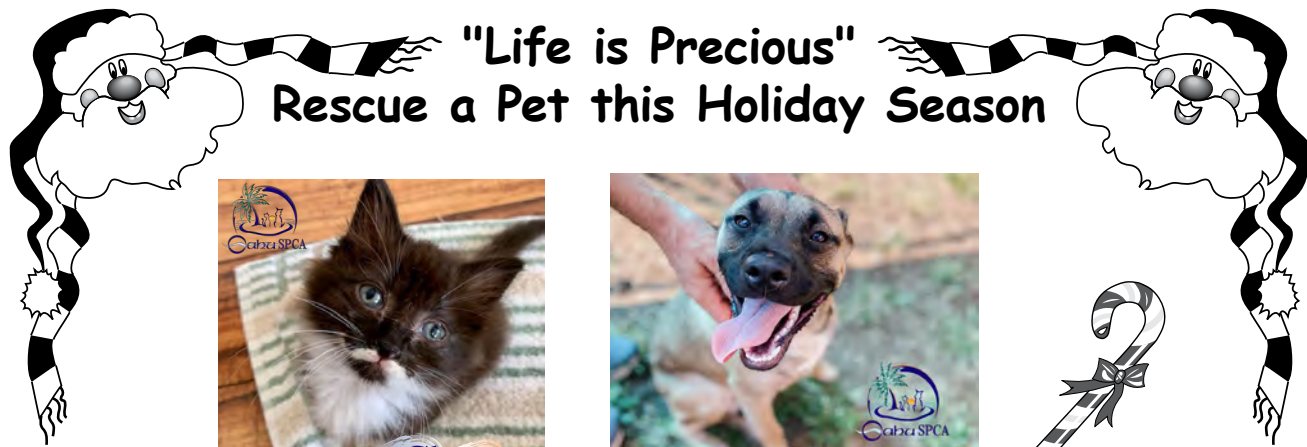 "Life is Precious"
Rescue a Pet this Holiday Season
Oahu SPCA
Oahu SPCA